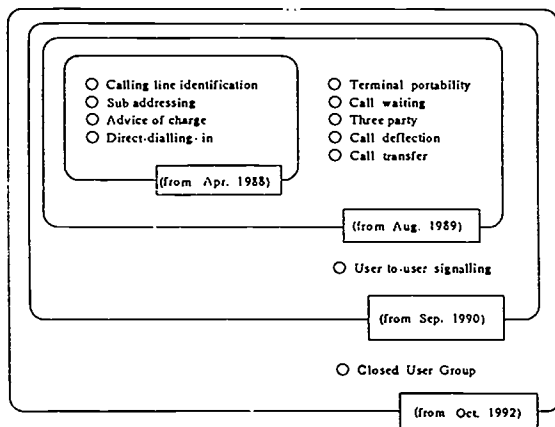 Calling line identification
Sub addressing
Advice of charge
Direct-dialling-in
(from Apr. 1988)
Terminal portability
Call waiting
Three party
Call deflection
Call transfer
(from Aug. 1989)
User to-user signalling
(from Sep. 1990)
Closed User Group
(from Oct. 1992)